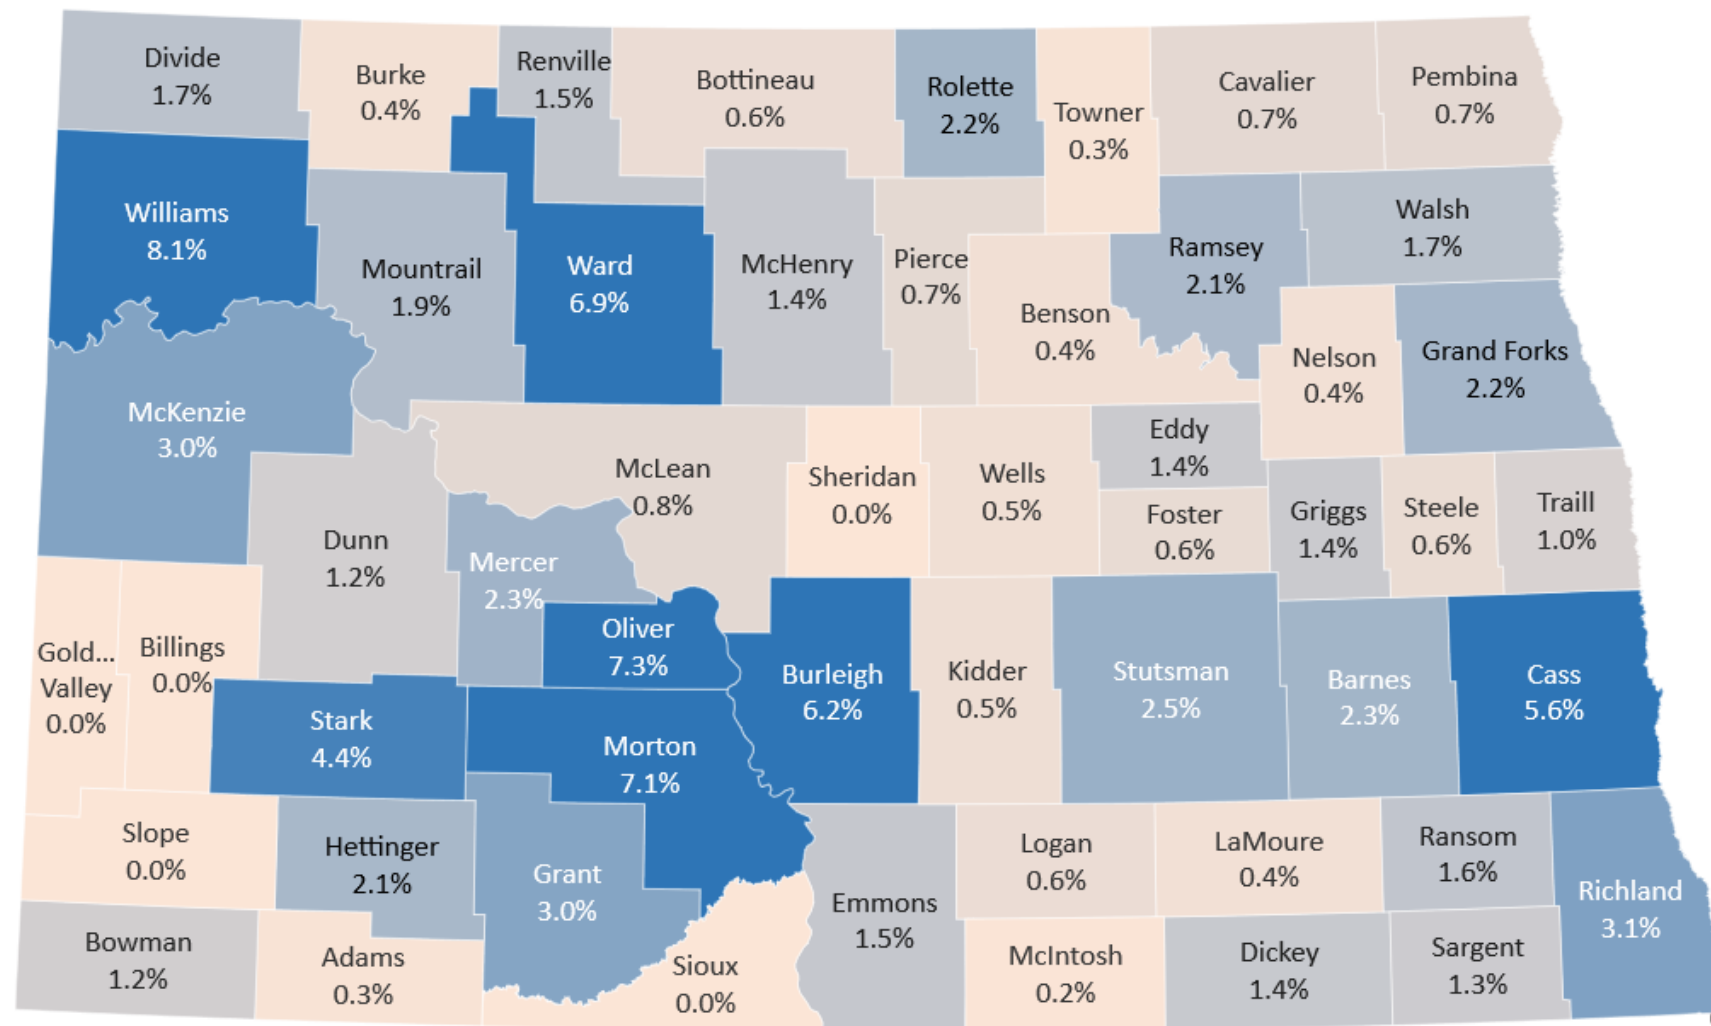 Divide
1.7%
Burke
0.4%
Renville
1.5%
Bottineau
0.6%
Rolette
2.2%
Towner
0.3%
Cavalier
0.7%
Pembina
0.7%
Williams
8.1%
Mountrail
1.9%
Ward
6.9%
McHenry
1.4%
Pierce
0.7%
Benson
0.4%
Ramsey
2.1%
Walsh
1.7%
Nelson
0.4%
Grand Forks
2.2%
McKenzie
3.0%
Dunn
1.2%
McLean
0.8%
Mercer
2.3%
Sheridan
0.0%
Wells
0.5%
Eddy
1.4%
Foster
0.6%
Griggs
1.4%
Steele
0.6%
Traill
1.0%
Gold...
Valley
0.0%
Billings
0.0%
Stark
4.4%
Oliver
7.3%
Morton
7.1%
Burleigh
6.2%
Kidder
0.5%
Stutsman
2.5%
Barnes
2.3%
Cass
5.6%
Slope
0.0%
Hettinger
2.1%
Grant
3.0%
Bowman
1.2%
Adams
0.3%
Sioux
0.0%
Emmons
1.5%
Logan
0.6%
McIntosh
0.2%
LaMoure
0.4%
Dickey
1.4%
Ransom
1.6%
Sargent
1.3%
Richland
3.1%